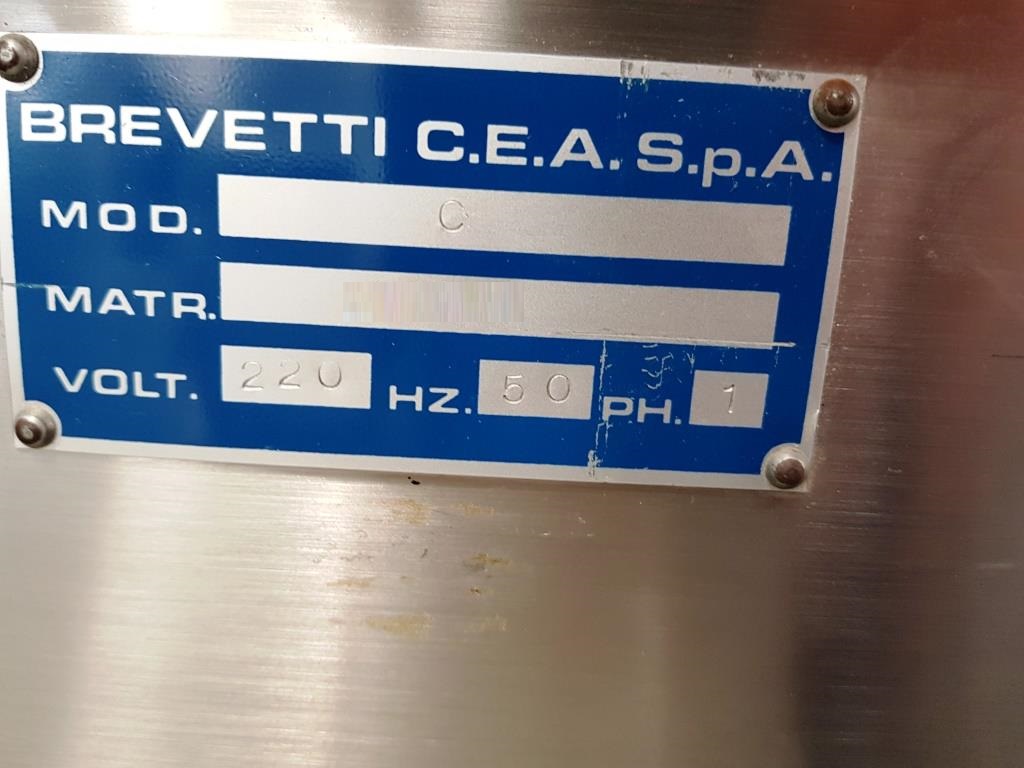 BREVETTI C.E.A. S.p.A.
MOD. C
MATR.
VOLT. 220 HZ. 50 PH. 1